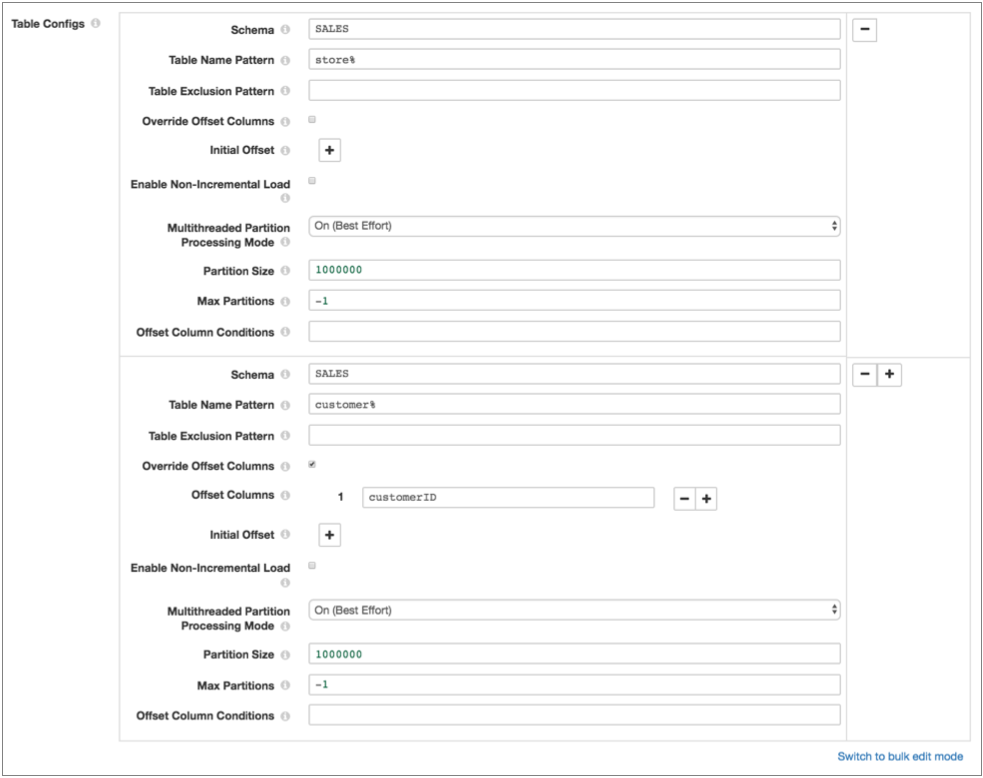 Table Configs
Schema SALES
Table Name Pattern store%
Table Exclusion Pattern
Override Offset Columns
Initial Offset +
Enable Non-Incremental Load
Multithreaded Partition
Processing Mode On (Best Effort)
Partition Size 1000000
Max Partitions -1
Offset Column Conditions
Schema SALES
Table Name Pattern customer%
Table Exclusion Pattern
Override Offset Columns
Offset Columns 1 customerID
Initial Offset +
Enable Non-Incremental Load
Multithreaded Partition
Processing Mode On (Best Effort)
Partition Size 1000000
Max Partitions -1
Offset Column Conditions
Switch to bulk edit mode